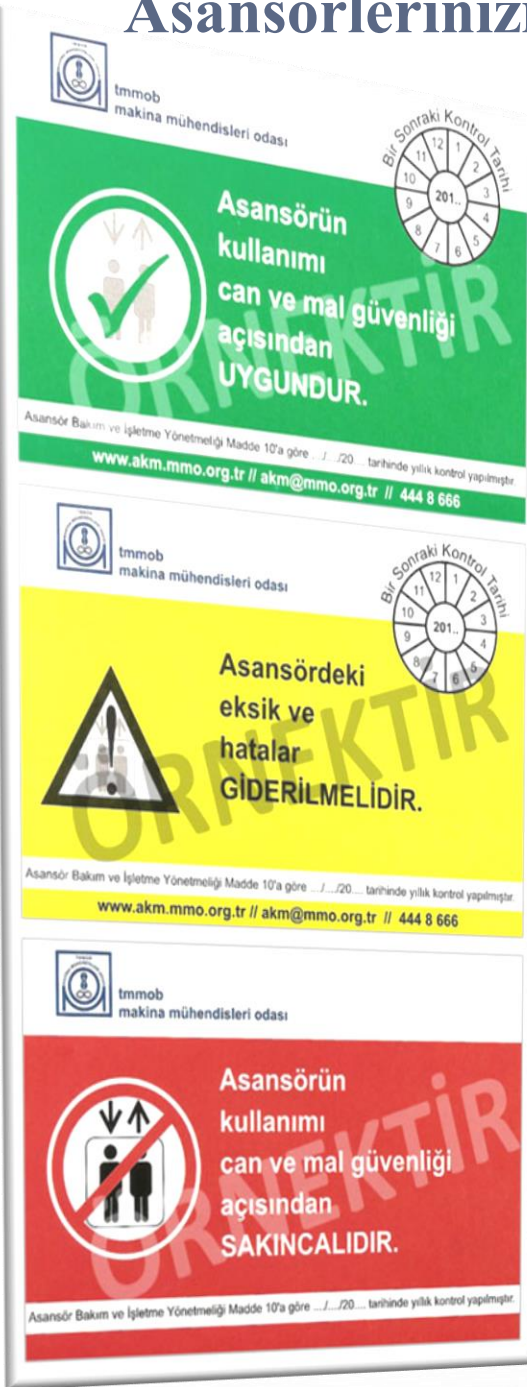 Asansörlerinizi
tmmob
makina mühendisleri odası
Bir Sonraki Kontrol Tarihi
12 1 2 3 4 5 6 7 8 9 10 11
201..
Asansörün
kullanımı
can ve mal güvenliği
açısından
UYGUNDUR.
ÖRNEKTİR
Asansör Bakım ve İşletme Yönetmeliği Madde 10'a göre .../.../20.... tarihinde yıllık kontrol yapılmıştır.
www.akm.mmo.org.tr // akm@mmo.org.tr // 444 8 666
tmmob
makina mühendisleri odası
Bir Sonraki Kontrol Tarihi
12 1 2 3 4 5 6 7 8 9 10 11
201..
Asansördeki
eksik ve
hatalar
GİDERİLMELİDİR.
ÖRNEKTİR
Asansör Bakım ve İşletme Yönetmeliği Madde 10'a göre .../..../20.... tarihinde yıllık kontrol yapılmıştır.
www.akm.mmo.org.tr // akm@mmo.org.tr // 444 8 666
tmmob
makina mühendisleri odası
Asansörün
kullanımı
can ve mal güvenliği
açısından
SAKINCALIDIR.
ÖRNEKTİR
Asansör Bakım ve İşletme Yönetmeliği Madde 10'a göre ..../..../20.... tarihinde yıllık kontrol yapılmıştır.